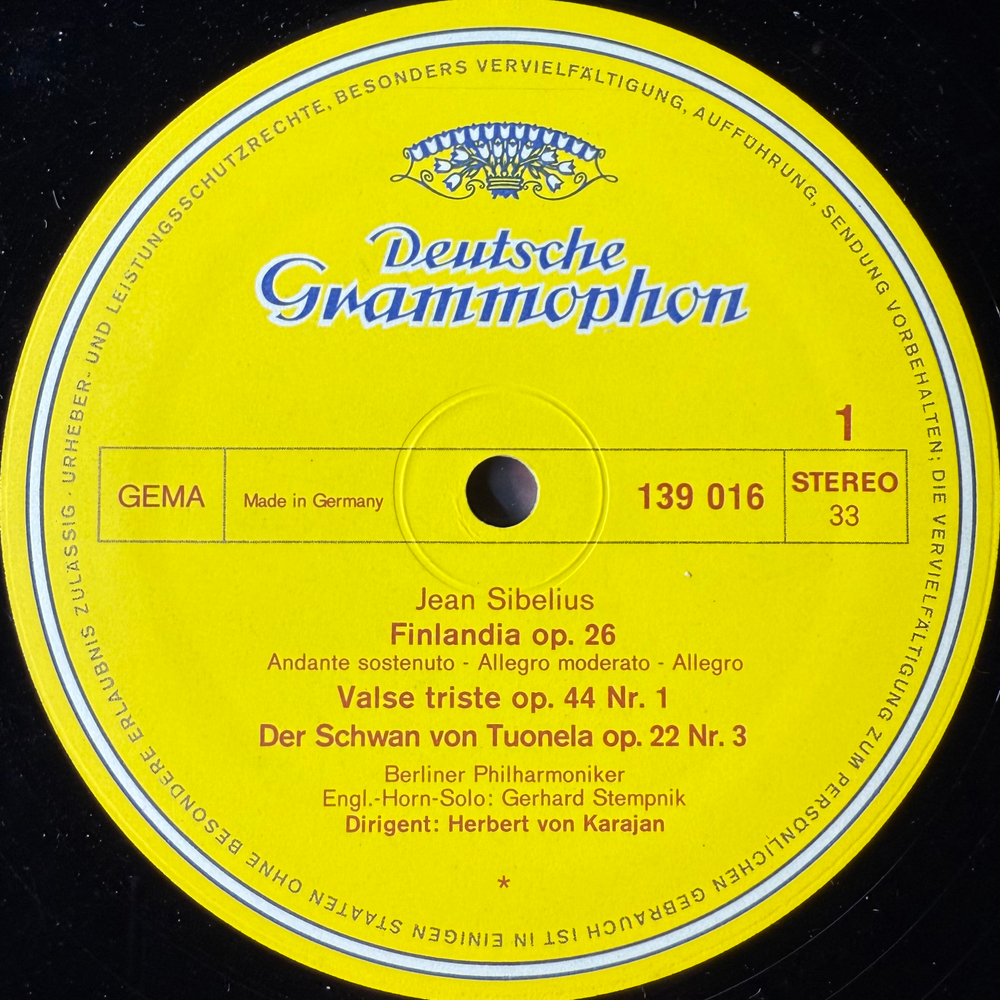 URHEBER- UND LEISTUNGSSCHUTZRECHTE, BESONDERS VERVIELFÄLTIGUNG, AUFFÜHRUNG, SENDUNG VORBEHALTEN; DIE VERVIELFÄLTIGUNG ZUM PERSÖNLICHEN GEBRAUCH IST IN EINIGEN STAATEN OHNE BESONDERE ERLAUBNIS ZULÄSSIG ·
Deutsche
Grammophon
1
GEMA
Made in Germany
139 016
STEREO
33
Jean Sibelius
Finlandia op. 26
Andante sostenuto - Allegro moderato - Allegro
Valse triste op. 44 Nr. 1
Der Schwan von Tuonela op. 22 Nr. 3
Berliner Philharmoniker
Engl.-Horn-Solo: Gerhard Stempnik
Dirigent: Herbert von Karajan
*